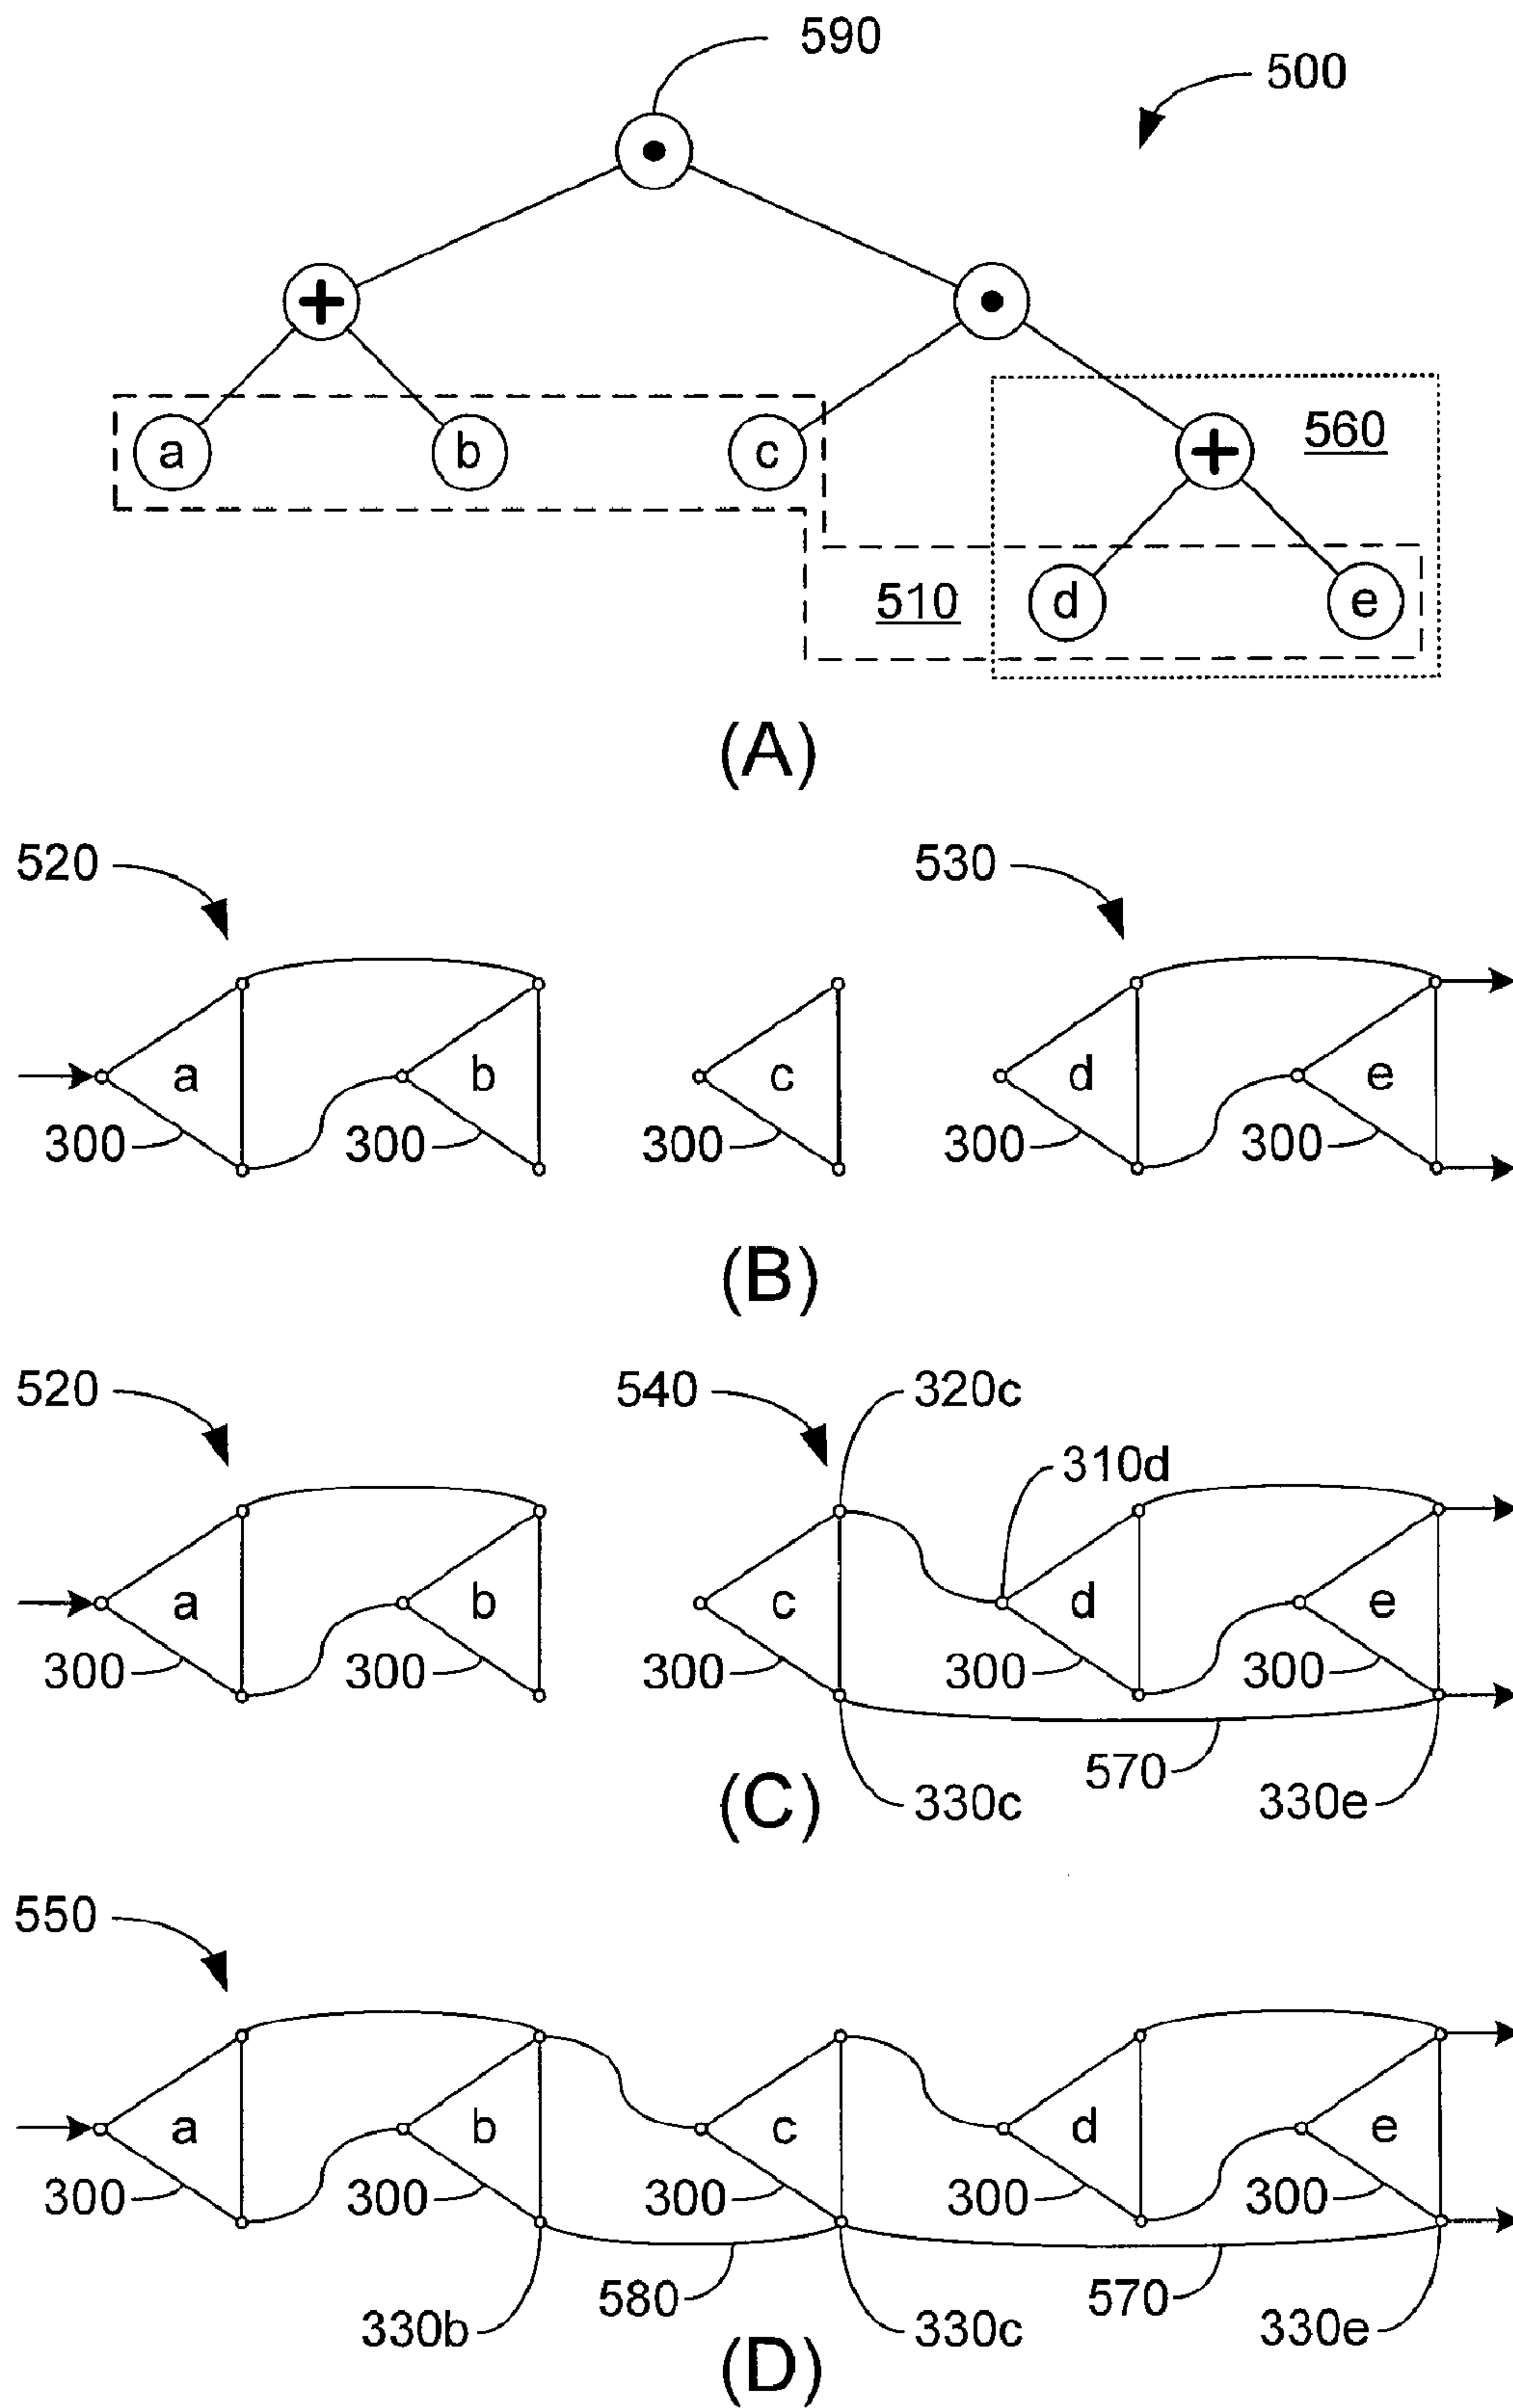 590
500
+
a b c
+
560
510
d e
(A)
520 530
a b c d e
300 300 300 300 300
(B)
520 540 320c
310d
a b c d e
300 300 300 300 300
570
330c 330e
(C)
550
a b c d e
300 300 300 300 300
580 570
330b 330c 330e
(D)